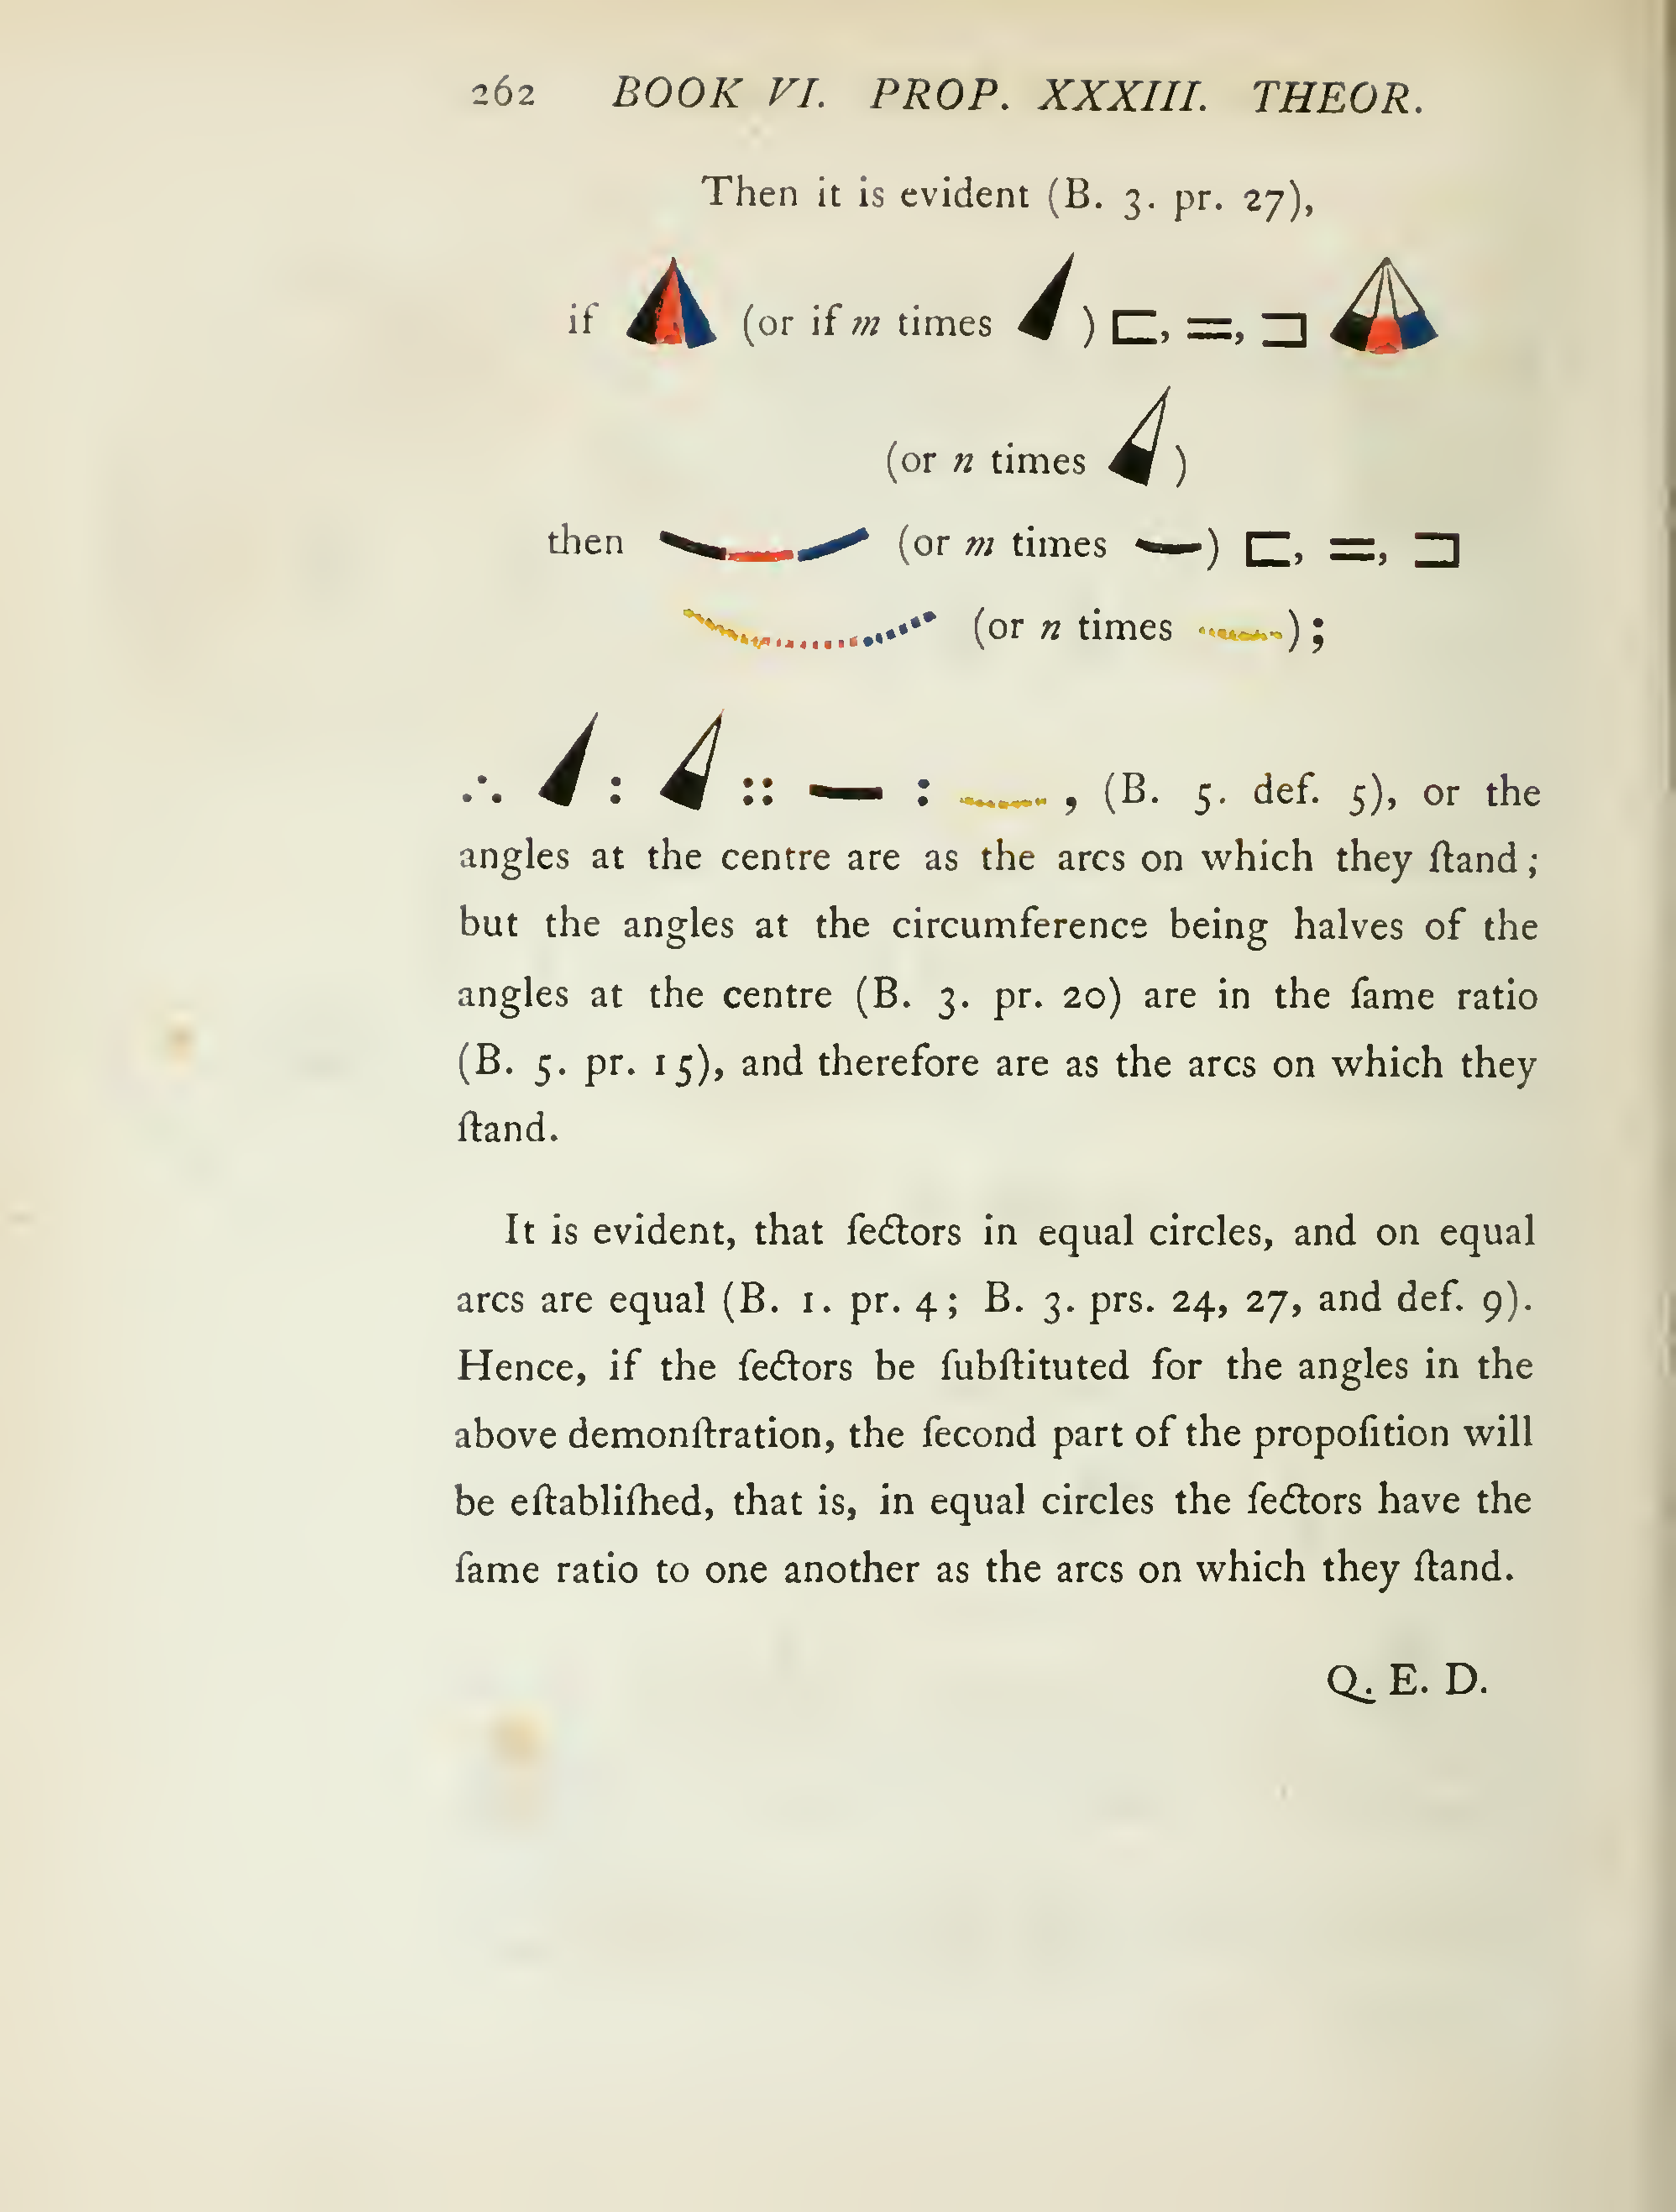 262 BOOK VI. PROP. XXXIII. THEOR.
Then it is evident (B. 3. pr. 27),
if (or if m times ) ⊏, =, ⊐
(or n times )
then (or m times ) ⊏, =, ⊐
(or n times );
∴ : :: : , (B. 5. def. 5), or the
angles at the centre are as the arcs on which they ſtand;
but the angles at the circumference being halves of the
angles at the centre (B. 3. pr. 20) are in the ſame ratio
(B. 5. pr. 15), and therefore are as the arcs on which they
ſtand.
It is evident, that ſectors in equal circles, and on equal
arcs are equal (B. 1. pr. 4; B. 3. prs. 24, 27, and def. 9).
Hence, if the ſectors be ſubſtituted for the angles in the
above demonſtration, the ſecond part of the propoſition will
be eſtabliſhed, that is, in equal circles the ſectors have the
ſame ratio to one another as the arcs on which they ſtand.
Q. E. D.